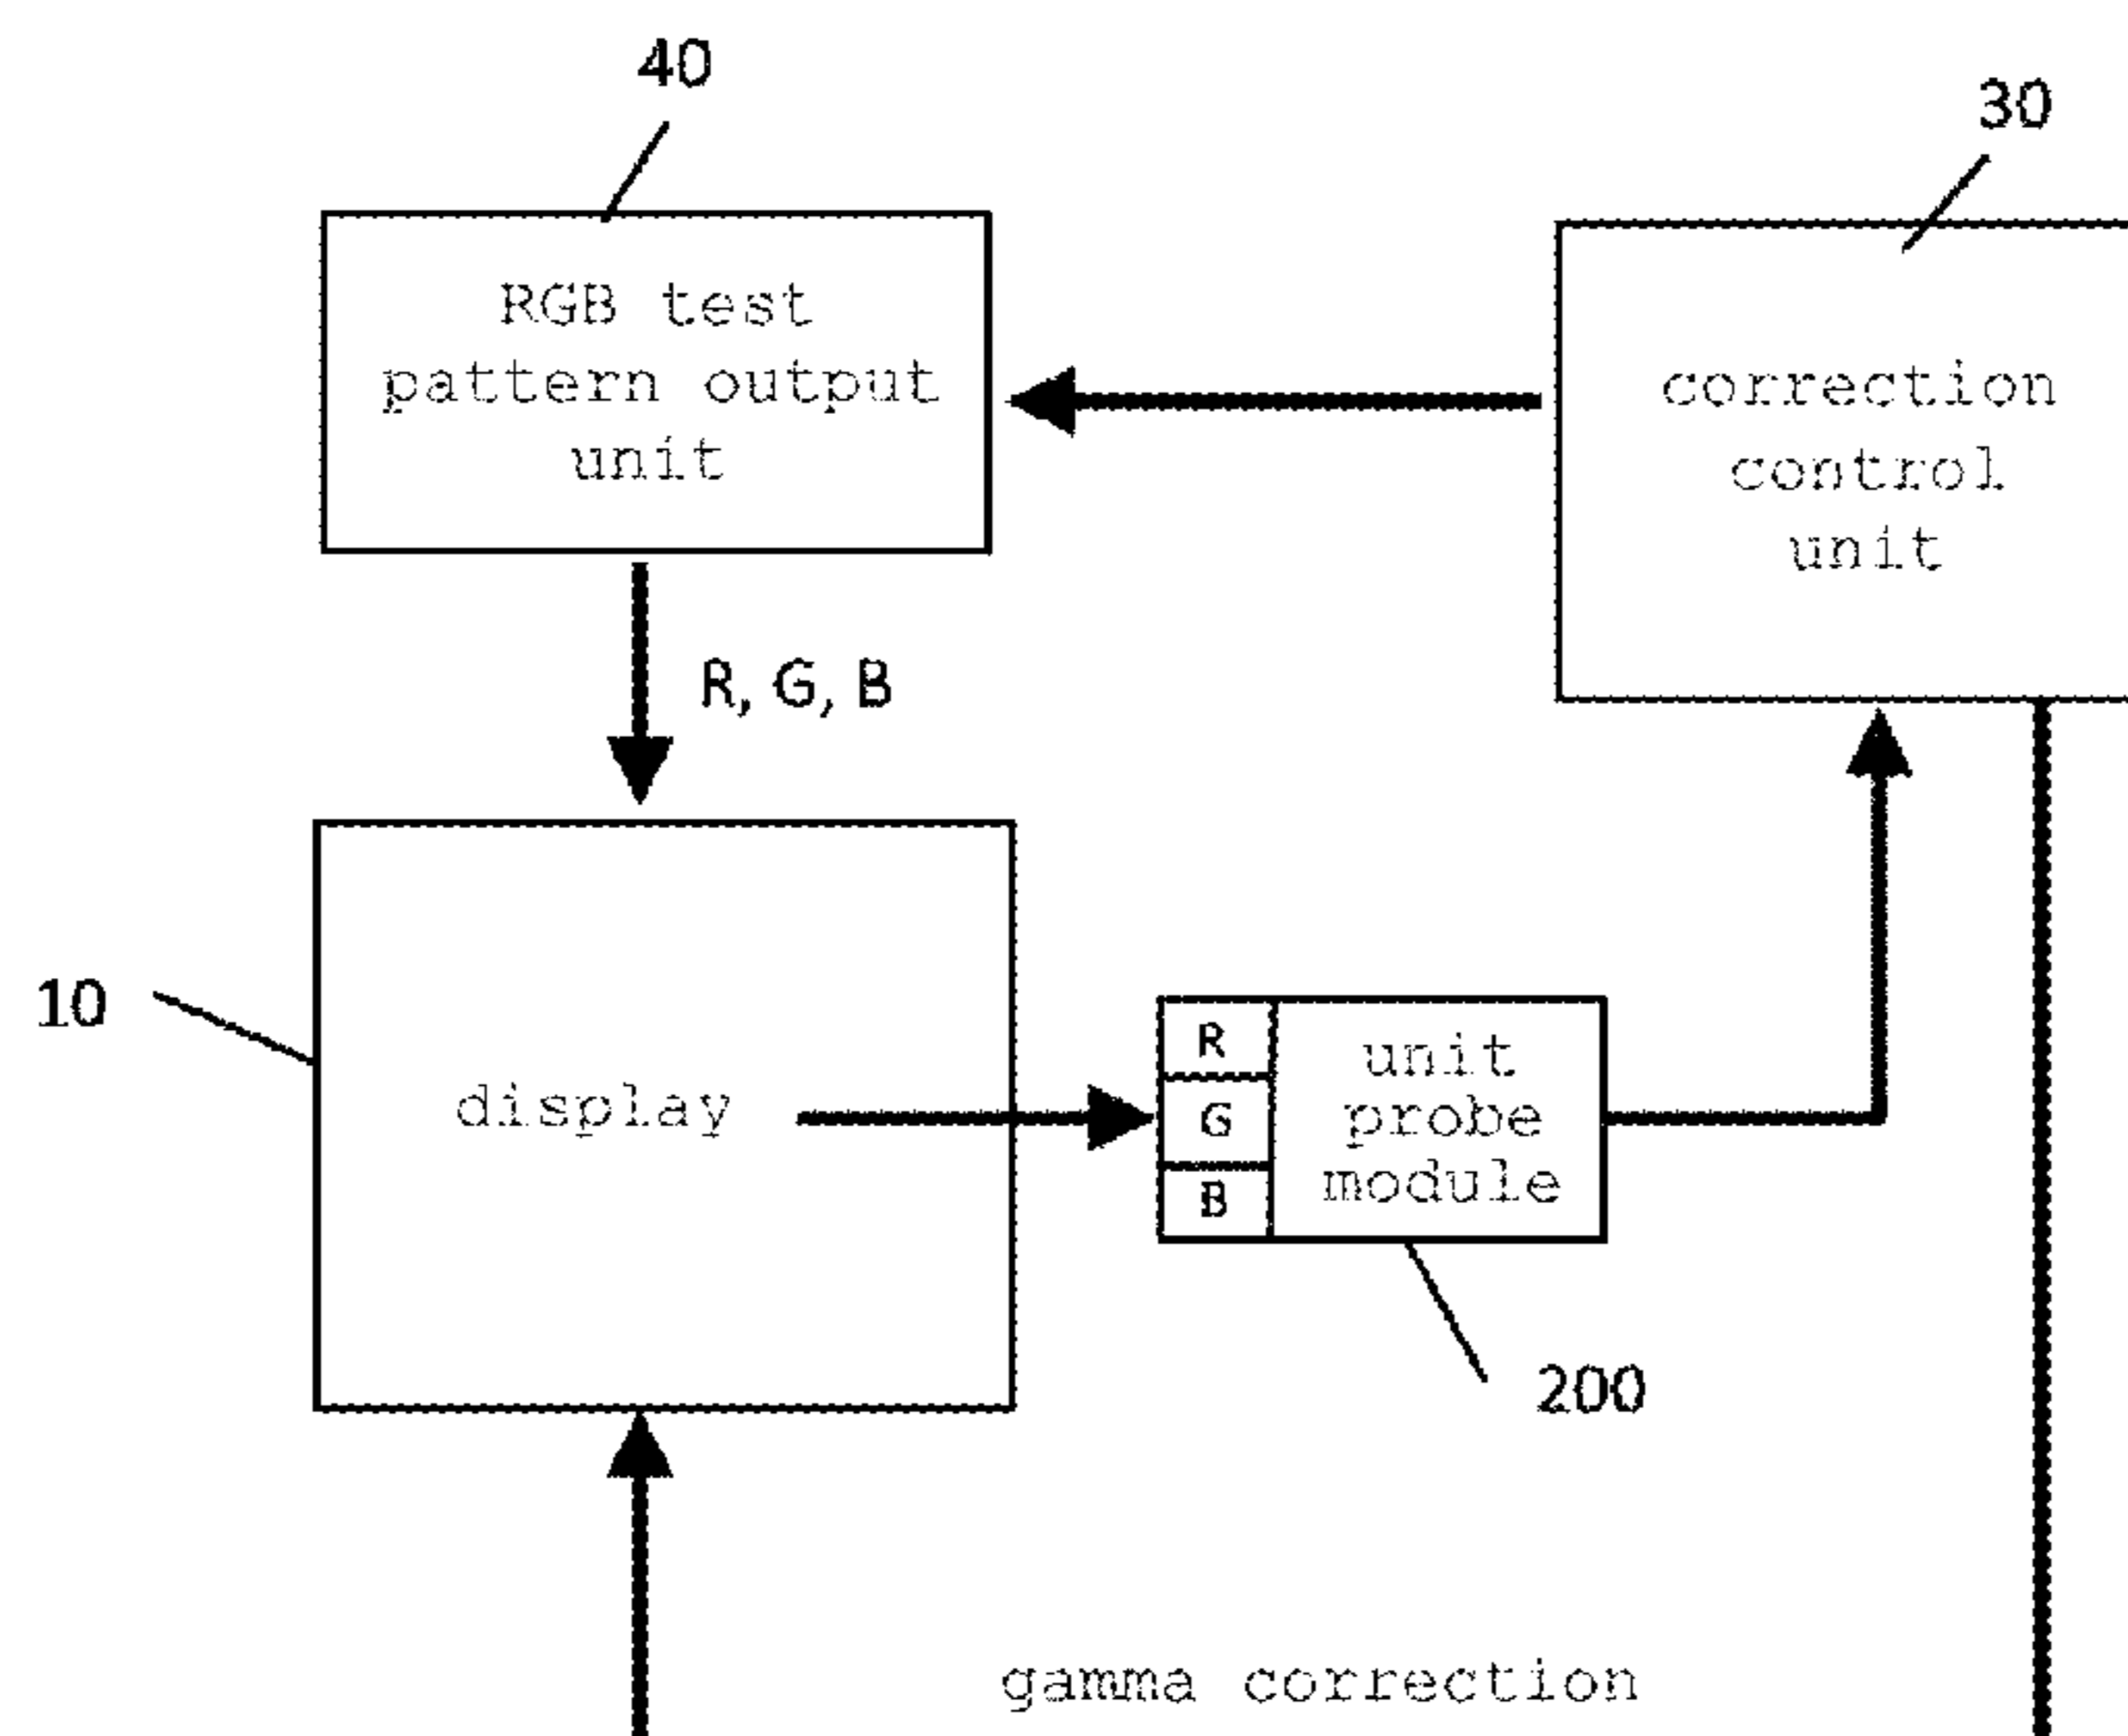 40
30
RGB test
pattern output
unit
correction
control
unit
R, G, B
10
display
R
G
B
unit
probe
module
200
gamma correction